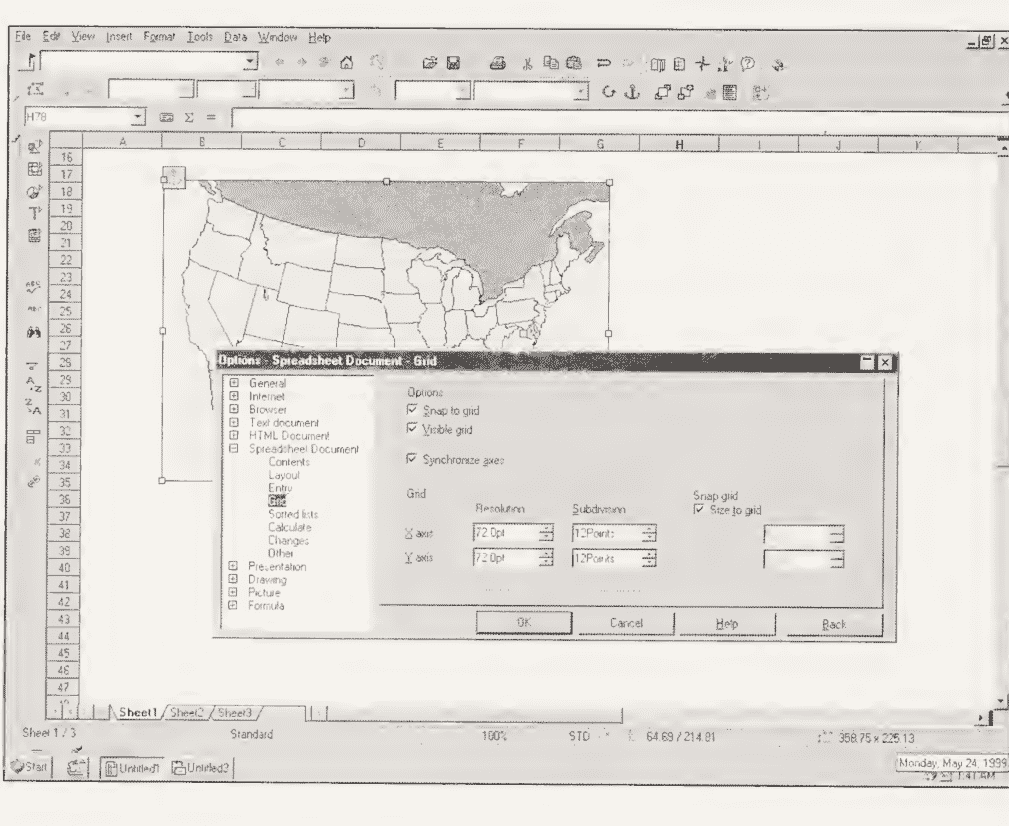 File Edit View Insert Format Tools Data Window Help
H78 Σ =
A B C D E F G H I J K
16
17
18
19
20
21
22
23
24
25
26
27
28
29
30
31
32
33
34
35
36
37
38
39
40
41
42
43
44
45
46
47
Options - Spreadsheet Document - Grid
General
Internet
Browser
Text document
HTML Document
Spreadsheet Document
Contents
Layout
Entry
Grid
Sorted lists
Calculate
Changes
Other
Presentation
Drawing
Picture
Formula
Options
Snap to grid
Visible grid
Synchronize axes
Grid
Resolution Subdivision
X axis 72.0pt 12Points
Y axis 72.0pt 12Points
Snap grid
Size to grid
OK Cancel Help Back
Sheet1 Sheet2 Sheet3
Sheet 1 / 3 Standard 100% STD 64.69 / 214.81 358.75 x 225.13
Start Untitled1 Untitled2
Monday, May 24, 1999
1:41 AM